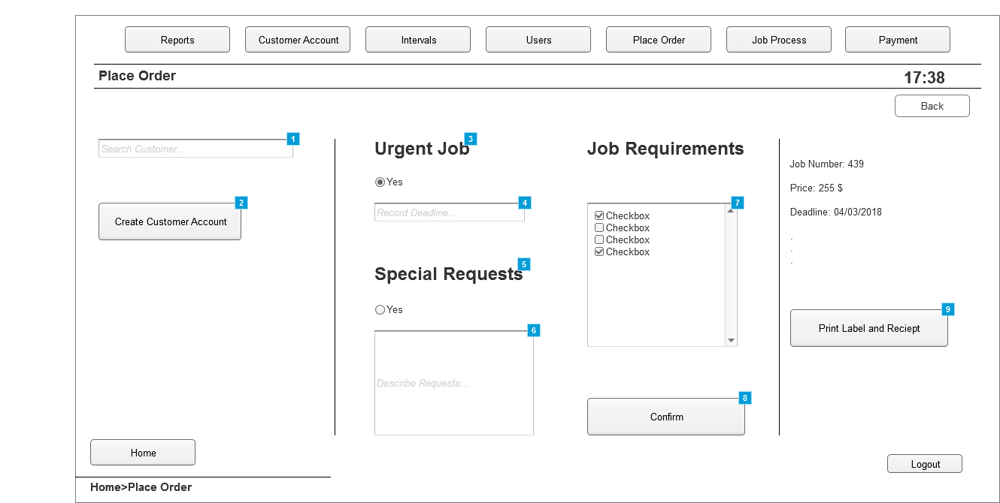 Reports
Customer Account
Intervals
Users
Place Order
Job Process
Payment
Place Order
17:38
Back
1
Search Customer...
2
Create Customer Account
3
Urgent Job
Yes
4
Record Deadline...
5
Special Requests
Yes
6
Describe Requests...
Job Requirements
7
Checkbox
Checkbox
Checkbox
Checkbox
8
Confirm
Job Number: 439
Price: 255 $
Deadline: 04/03/2018
.
.
.
9
Print Label and Reciept
Home
Logout
Home>Place Order